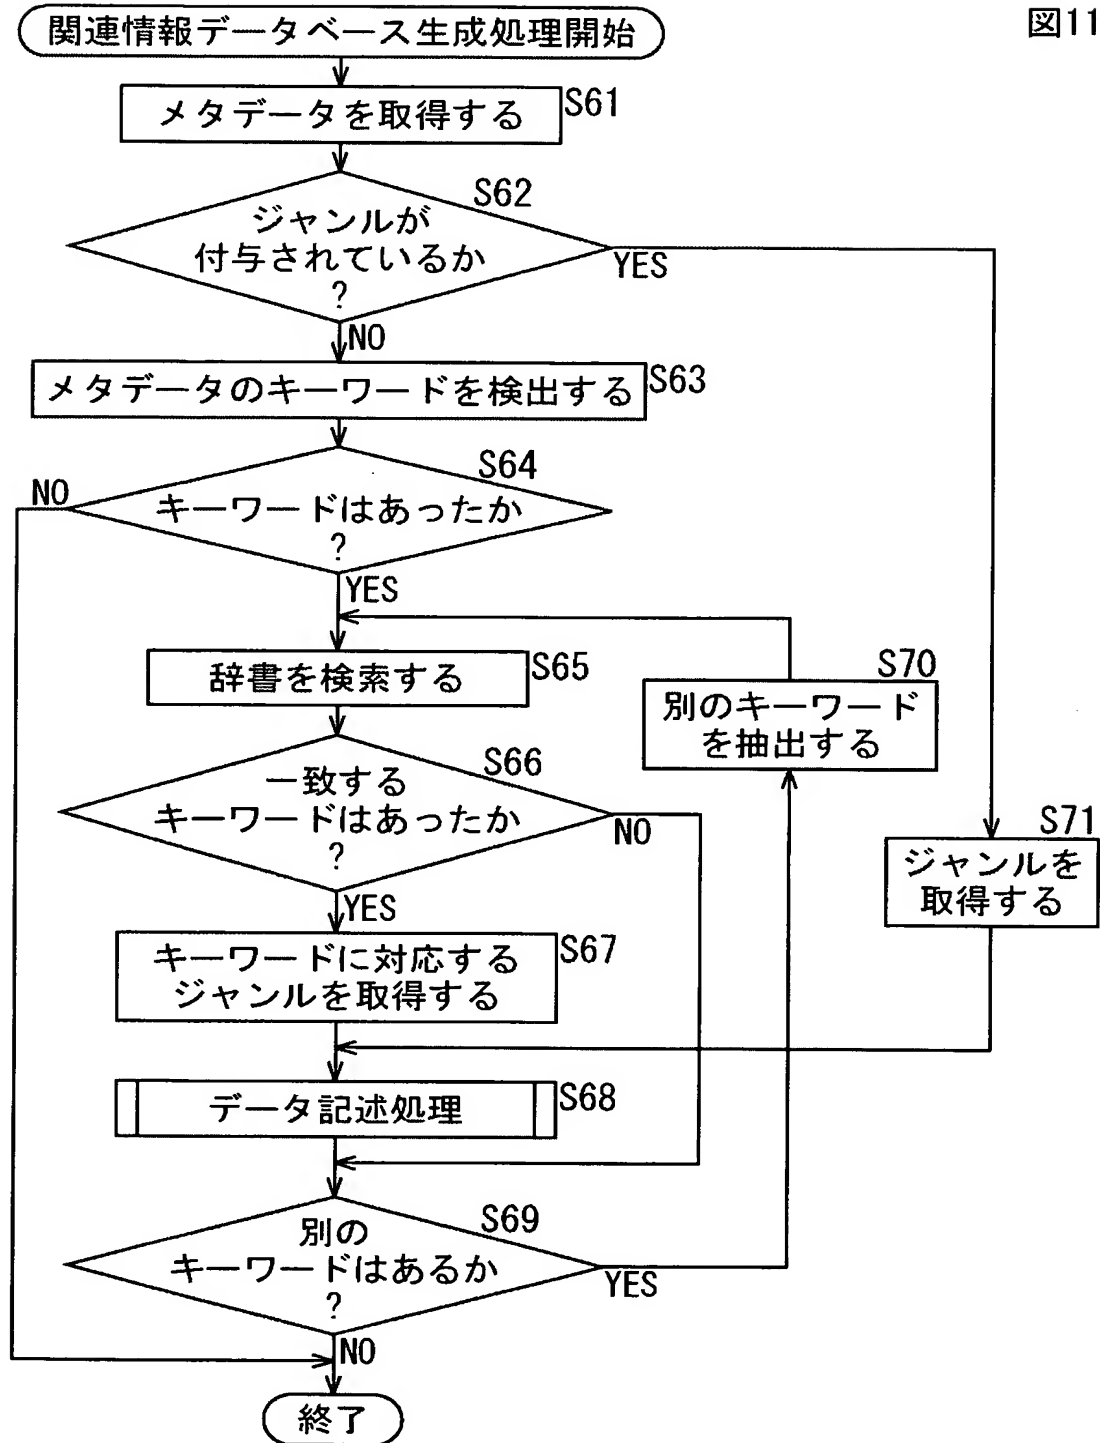 図11
関連情報データベース生成処理開始
メタデータを取得する
S61
S62
ジャンルが
付与されているか
?
YES
NO
メタデータのキーワードを検出する
S63
S64
NO
キーワードはあったか
?
YES
辞書を検索する
S65
S70
別のキーワード
を抽出する
S66
一致する
キーワードはあったか
?
NO
YES
S71
ジャンルを
取得する
キーワードに対応する
ジャンルを取得する
S67
データ記述処理
S68
S69
別の
キーワードはあるか
?
YES
NO
終了